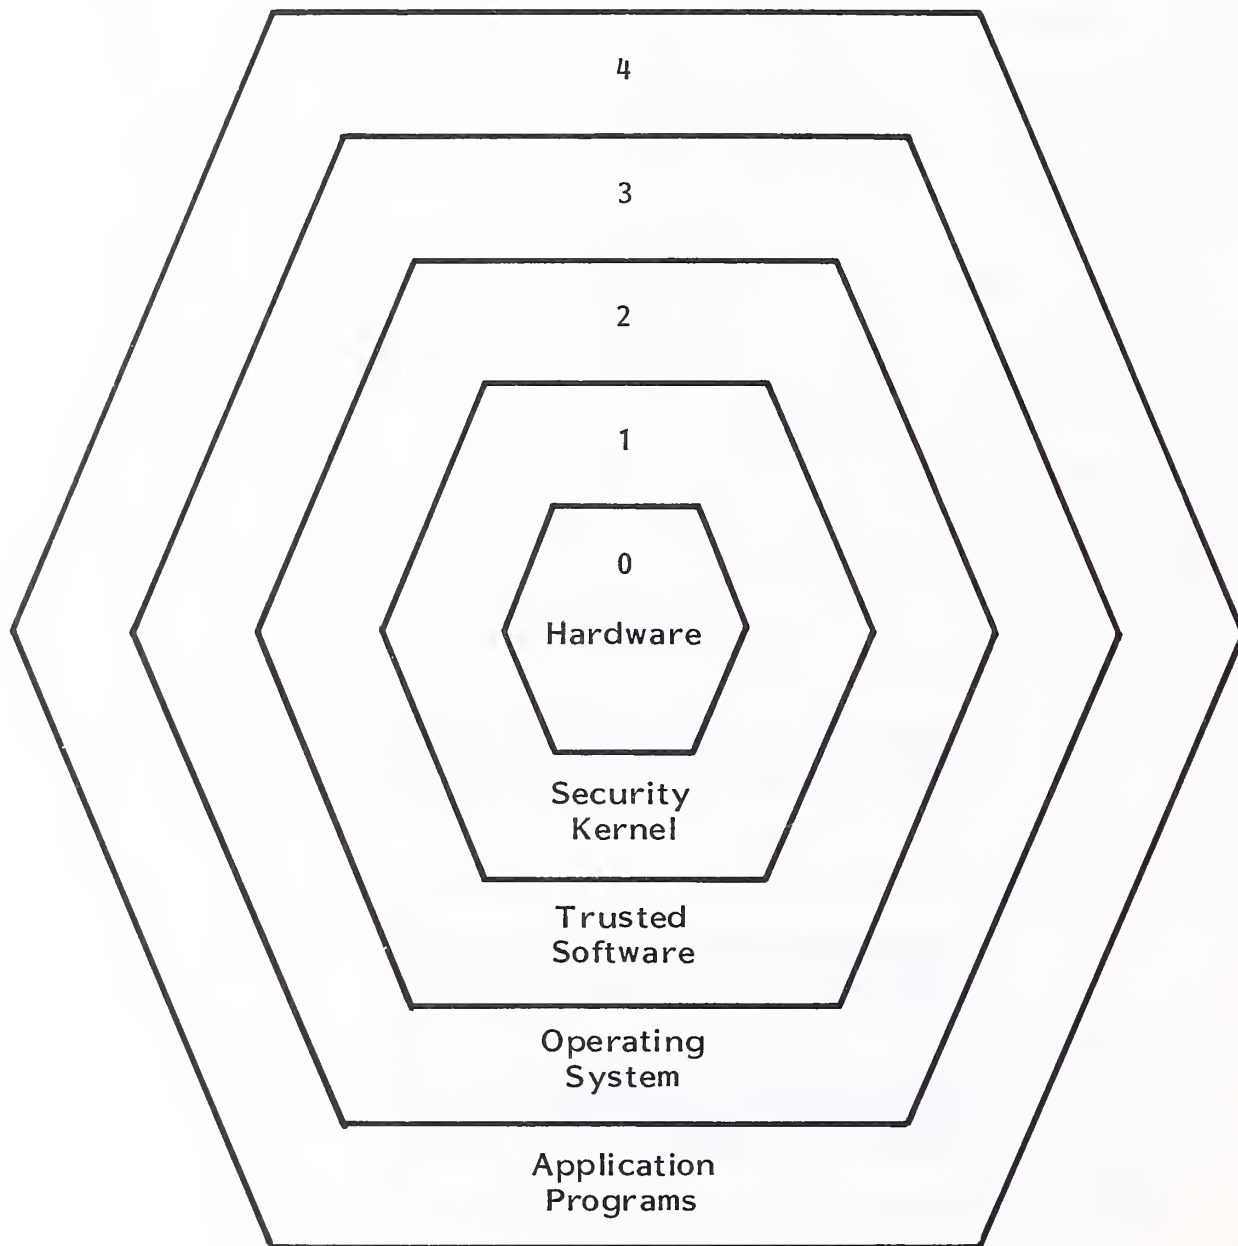 4
3
2
1
0
Hardware
Security
Kernel
Trusted
Software
Operating
System
Application
Programs